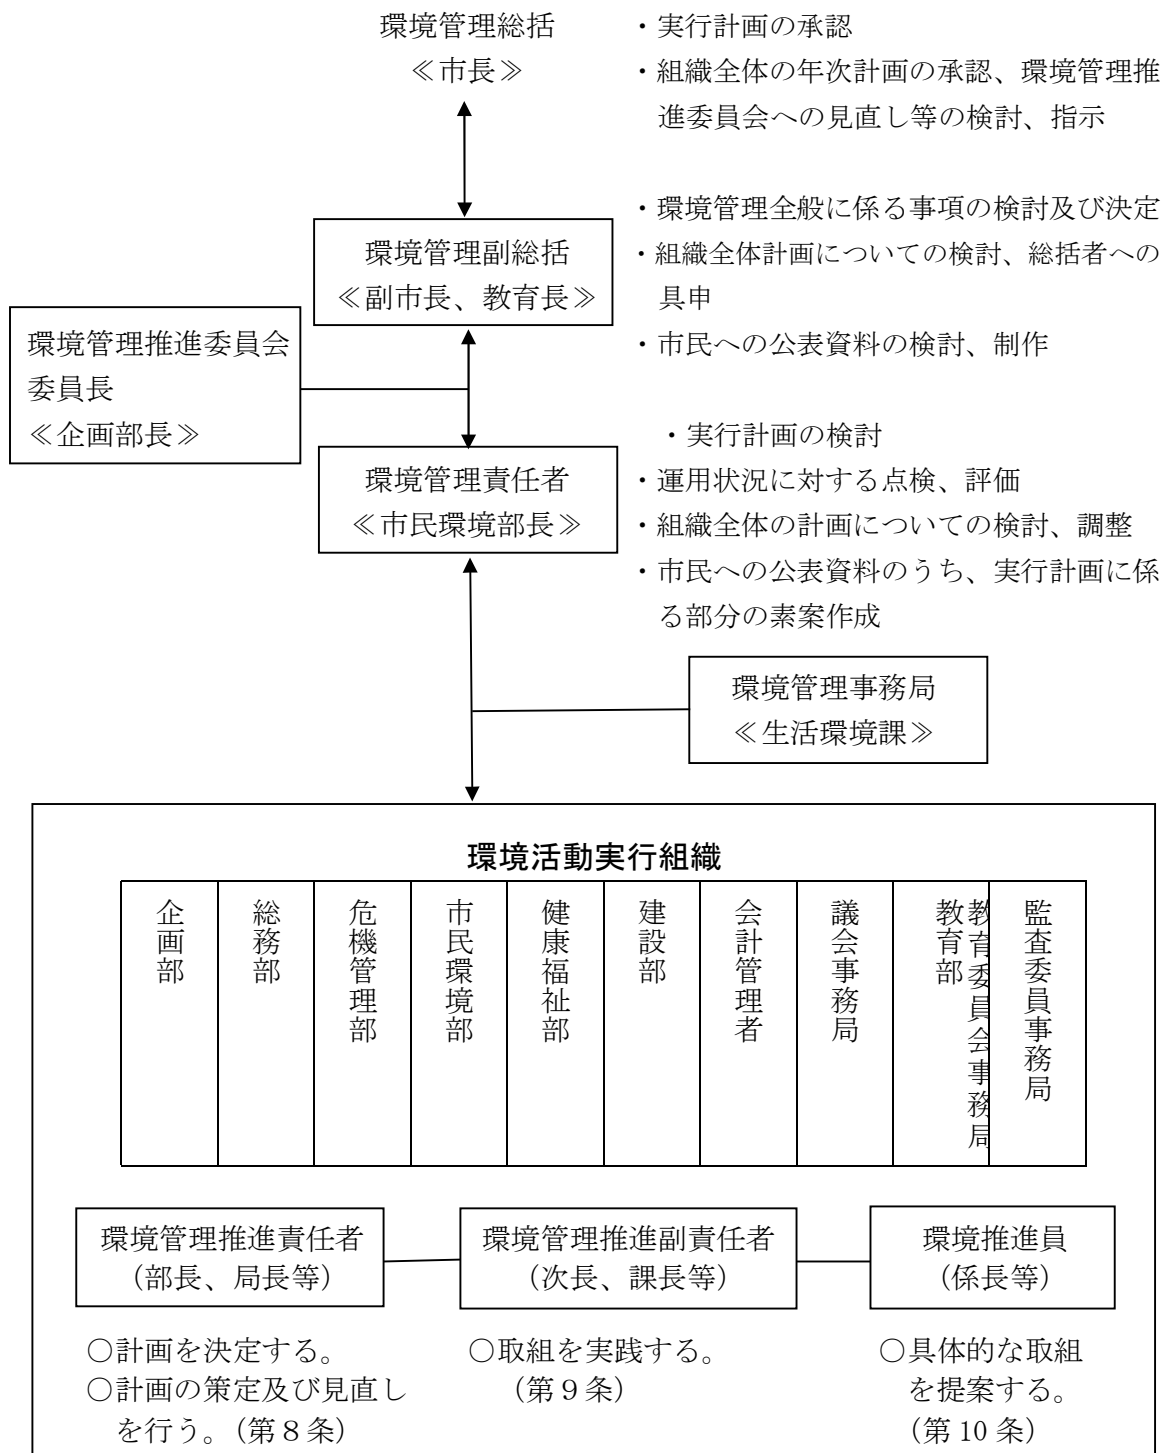 環境管理総括
≪市長≫
・実行計画の承認
・組織全体の年次計画の承認、環境管理推
進委員会への見直し等の検討、指示
環境管理副総括
≪副市長、教育長≫
・環境管理全般に係る事項の検討及び決定
・組織全体計画についての検討、総括者への
具申
・市民への公表資料の検討、制作
環境管理推進委員会
委員長
≪企画部長≫
環境管理責任者
≪市民環境部長≫
・実行計画の検討
・運用状況に対する点検、評価
・組織全体の計画についての検討、調整
・市民への公表資料のうち、実行計画に係
る部分の素案作成
環境管理事務局
≪生活環境課≫
環境活動実行組織
企画部
総務部
危機管理部
市民環境部
健康福祉部
建設部
会計管理者
議会事務局
教育委員会事務局
教育部
監査委員事務局
環境管理推進責任者
（部長、局長等）
環境管理推進副責任者
（次長、課長等）
環境推進員
（係長等）
○計画を決定する。
○計画の策定及び見直し
を行う。（第８条）
○取組を実践する。
（第９条）
○具体的な取組
を提案する。
（第 10 条）